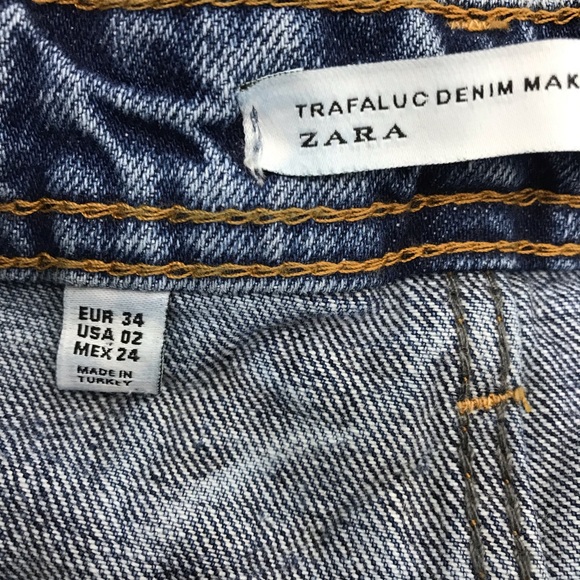 TRAFALUC DENIM MAK
ZARA
EUR 34
USA 02
MEX 24
MADE IN
TURKEY